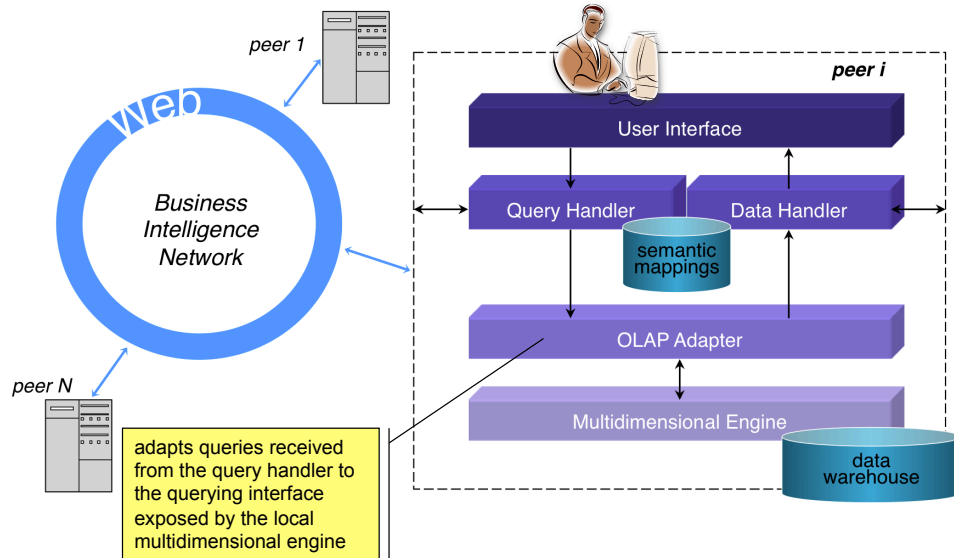 peer 1
peer i
Web
User Interface
Business
Intelligence
Network
Query Handler
Data Handler
semantic
mappings
OLAP Adapter
peer N
Multidimensional Engine
adapts queries received
from the query handler to
the querying interface
exposed by the local
multidimensional engine
data
warehouse